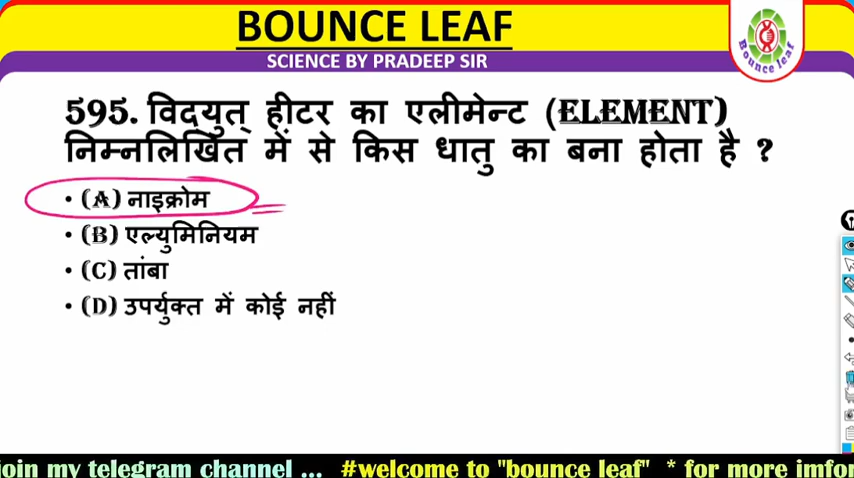 BOUNCE LEAF
SCIENCE BY PRADEEP SIR
Bounce leaf
595. विदयुत् हीटर का एलीमेन्ट (ELEMENT)
निम्नलिखित में से किस धातु का बना होता है ?
• (A) नाइक्रोम
• (B) एल्युमिनियम
• (C) तांबा
• (D) उपर्युक्त में कोई नहीं
join my telegram channel ... #welcome to "bounce leaf" * for more imfor